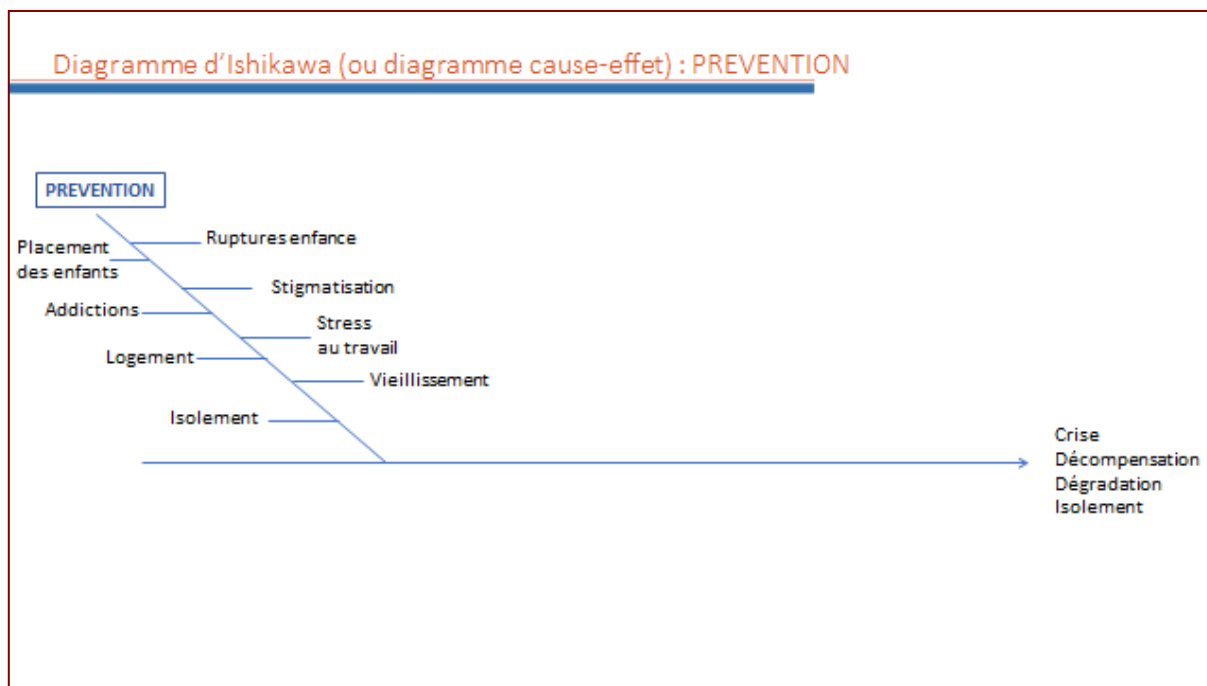 Diagramme d'Ishikawa (ou diagramme cause-effet) : PREVENTION
PREVENTION
Ruptures enfance
Placement
des enfants
Stigmatisation
Addictions
Stress
au travail
Logement
Vieillissement
Isolement
Crise
Décompensation
Dégradation
Isolement